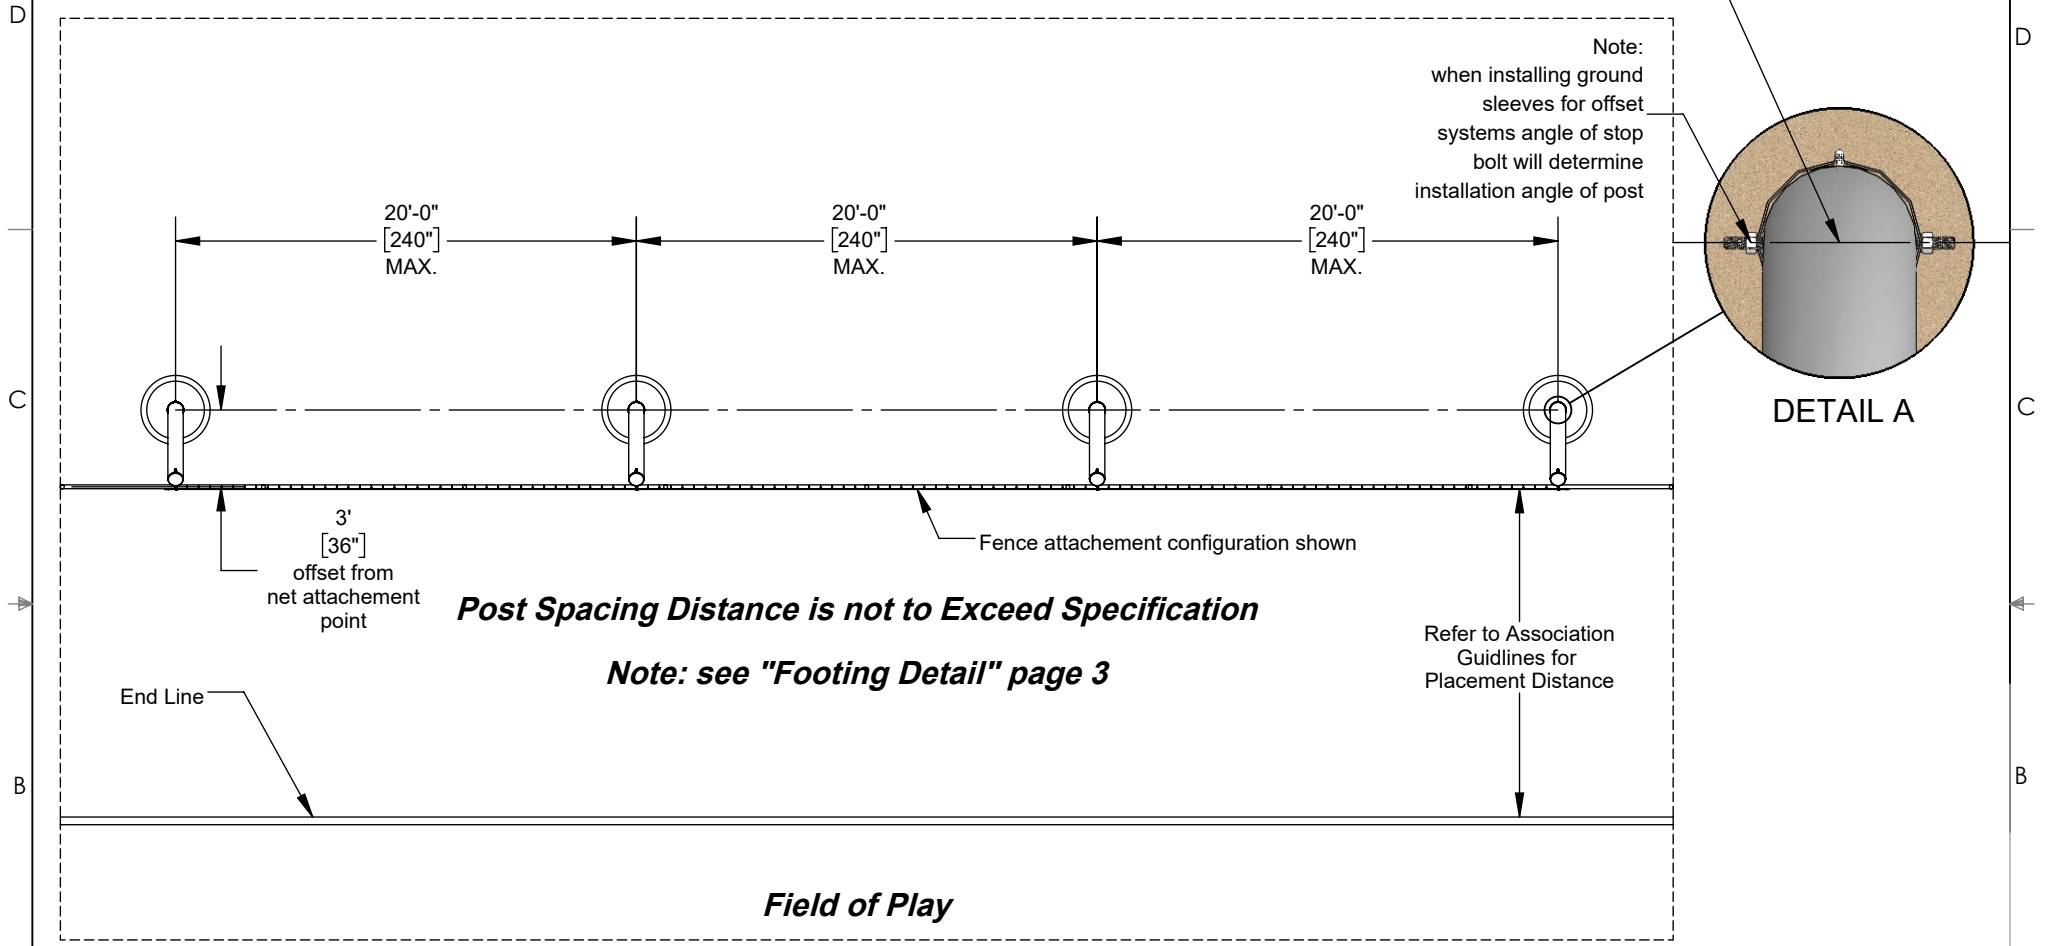 D
D
Note:
when installing ground
sleeves for offset
systems angle of stop
bolt will determine
installation angle of post
20'-0"
[240"]
MAX.
20'-0"
[240"]
MAX.
20'-0"
[240"]
MAX.
C
C
DETAIL A
3'
[36"]
offset from
net attachement
point
Fence attachement configuration shown
Post Spacing Distance is not to Exceed Specification
Note: see "Footing Detail" page 3
Refer to Association
Guidlines for
Placement Distance
End Line
B
B
Field of Play